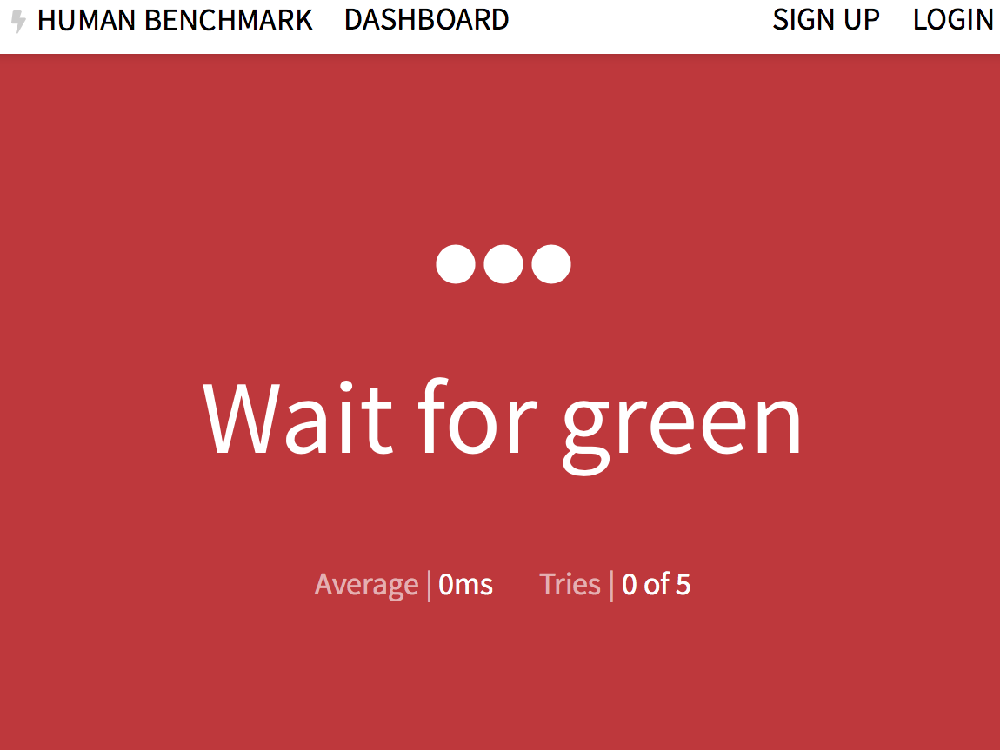 HUMAN BENCHMARK DASHBOARD SIGN UP LOGIN
Wait for green
Average | 0ms Tries | 0 of 5